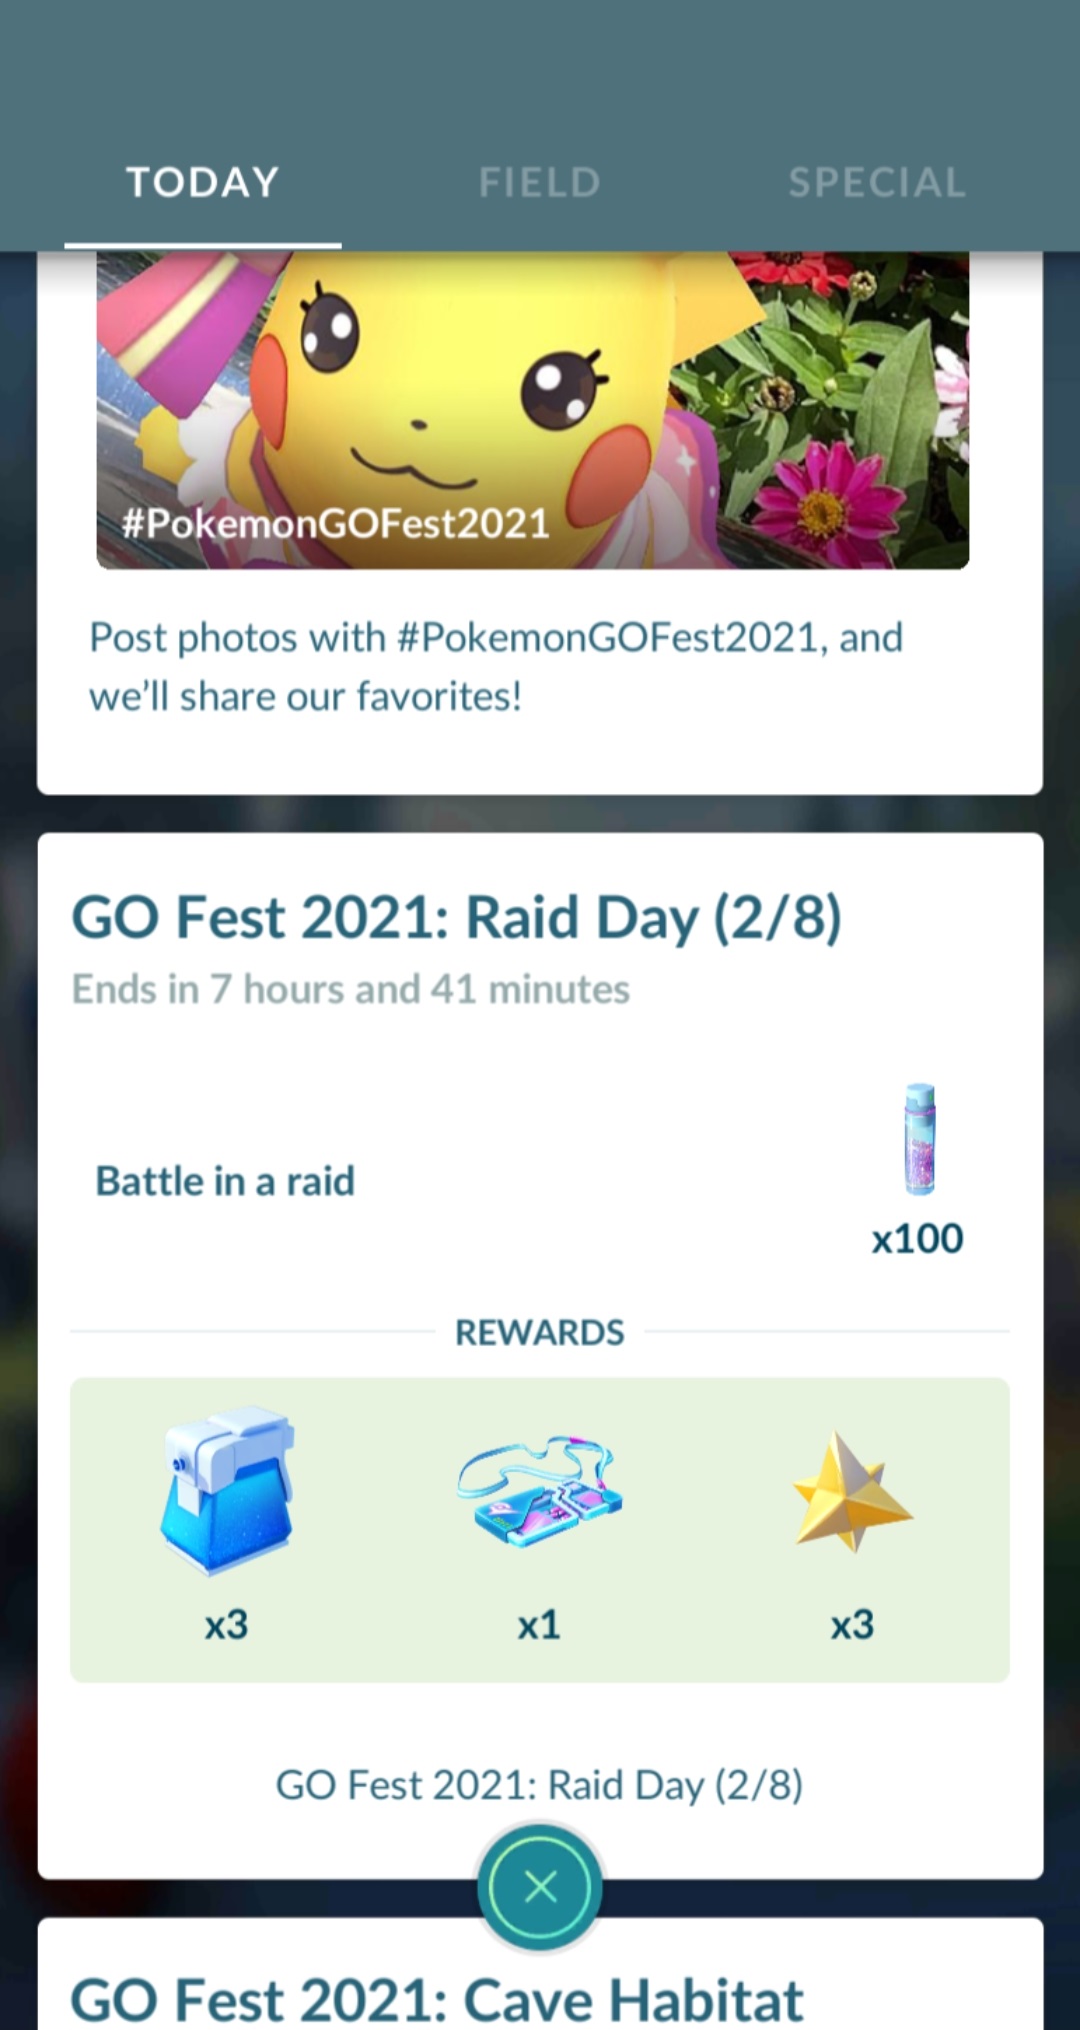 TODAY FIELD SPECIAL
#PokemonGOFest2021
Post photos with #PokemonGOFest2021, and
we'll share our favorites!
GO Fest 2021: Raid Day (2/8)
Ends in 7 hours and 41 minutes
Battle in a raid
x100
REWARDS
x3 x1 x3
GO Fest 2021: Raid Day (2/8)
GO Fest 2021: Cave Habitat